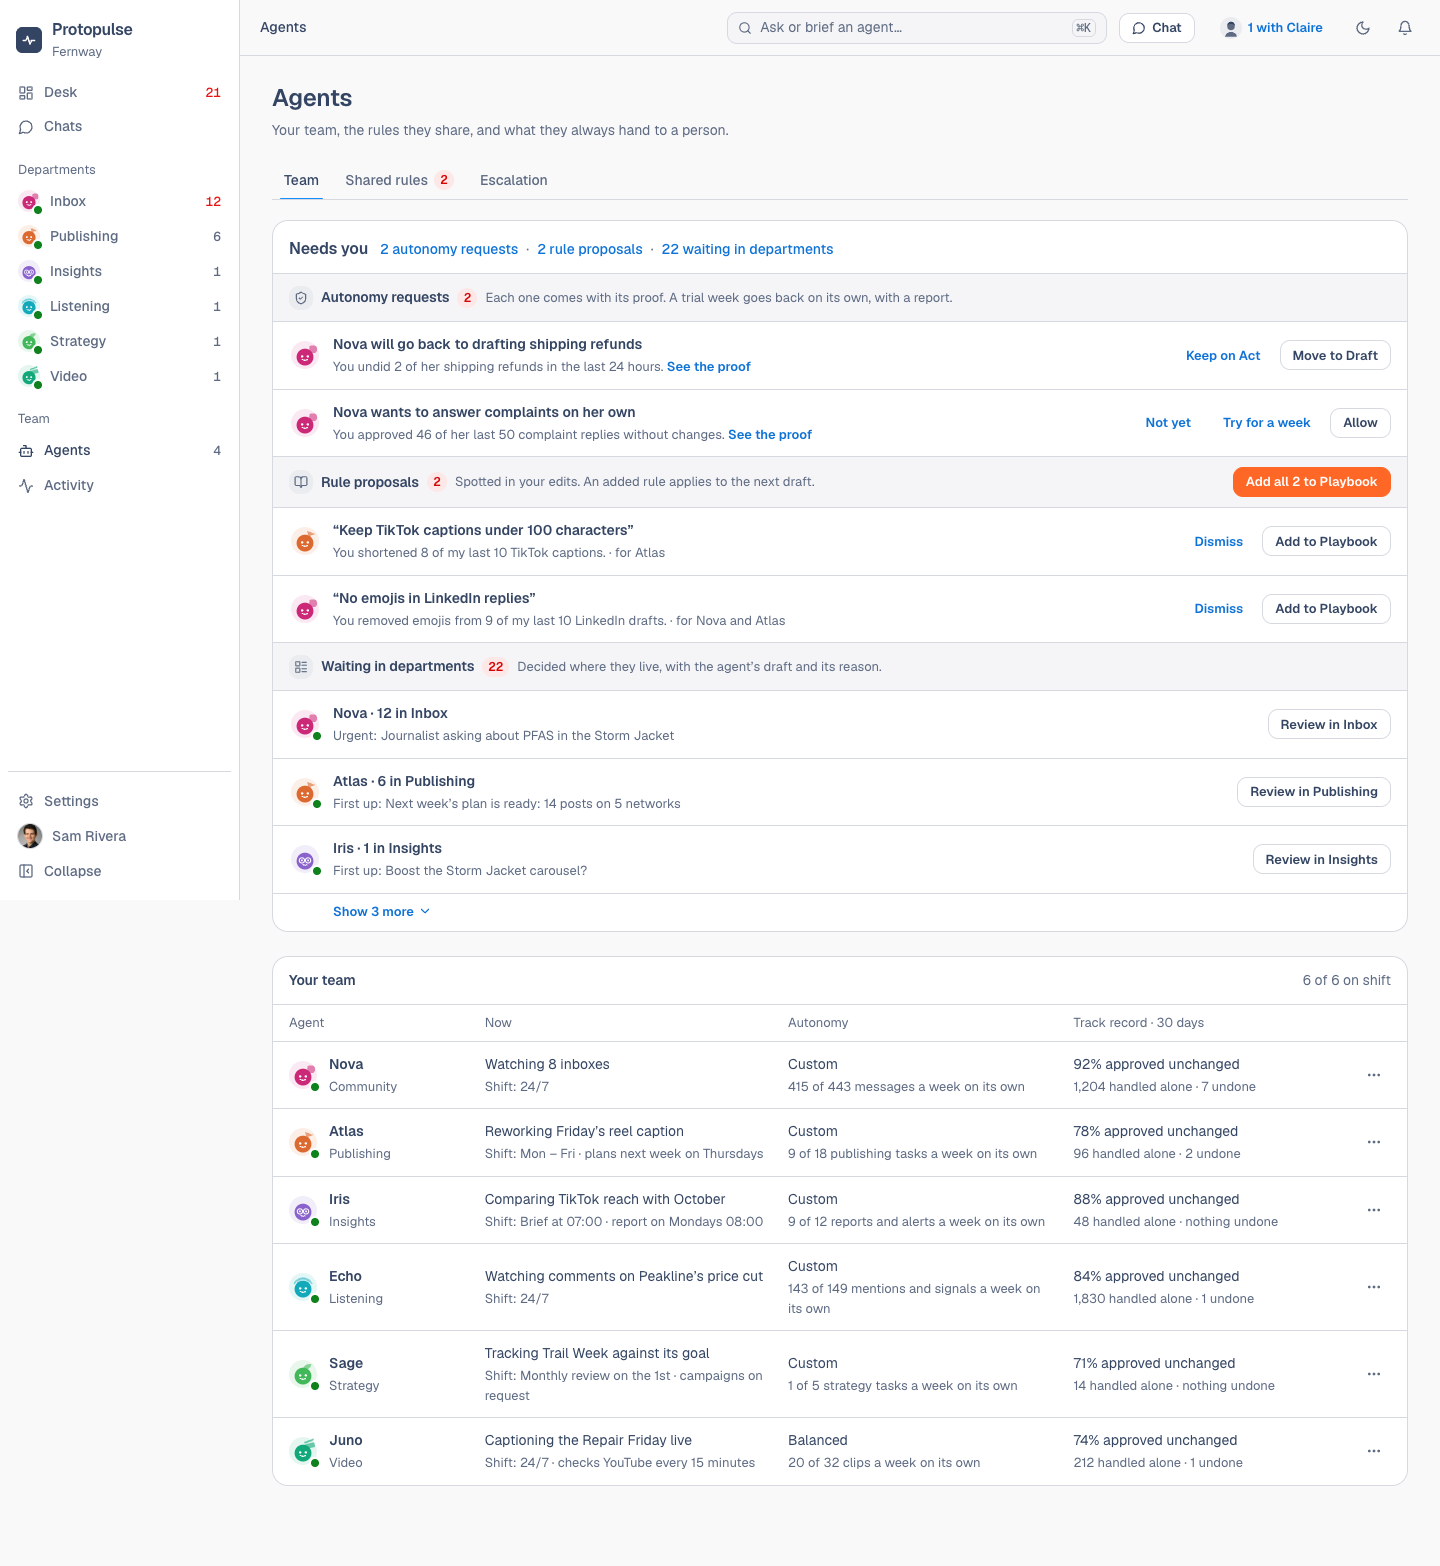 Protopulse
Fernway
Desk 21
Chats
Departments
Inbox 12
Publishing 6
Insights 1
Listening 1
Strategy 1
Video 1
Team
Agents 4
Activity
Settings
Sam Rivera
Collapse
Agents
Ask or brief an agent… ⌘K
Chat
1 with Claire
Agents
Your team, the rules they share, and what they always hand to a person.
Team Shared rules 2 Escalation
Needs you 2 autonomy requests · 2 rule proposals · 22 waiting in departments
Autonomy requests 2 Each one comes with its proof. A trial week goes back on its own, with a report.
Nova will go back to drafting shipping refunds
You undid 2 of her shipping refunds in the last 24 hours. See the proof
Keep on Act Move to Draft
Nova wants to answer complaints on her own
You approved 46 of her last 50 complaint replies without changes. See the proof
Not yet Try for a week Allow
Rule proposals 2 Spotted in your edits. An added rule applies to the next draft. Add all 2 to Playbook
“Keep TikTok captions under 100 characters”
You shortened 8 of my last 10 TikTok captions. · for Atlas
Dismiss Add to Playbook
“No emojis in LinkedIn replies”
You removed emojis from 9 of my last 10 LinkedIn drafts. · for Nova and Atlas
Dismiss Add to Playbook
Waiting in departments 22 Decided where they live, with the agent’s draft and its reason.
Nova · 12 in Inbox
Urgent: Journalist asking about PFAS in the Storm Jacket
Review in Inbox
Atlas · 6 in Publishing
First up: Next week’s plan is ready: 14 posts on 5 networks
Review in Publishing
Iris · 1 in Insights
First up: Boost the Storm Jacket carousel?
Review in Insights
Show 3 more
Your team 6 of 6 on shift
Agent Now Autonomy Track record · 30 days
Nova Watching 8 inboxes Custom 92% approved unchanged
Community Shift: 24/7 415 of 443 messages a week on its own 1,204 handled alone · 7 undone
Atlas Reworking Friday’s reel caption Custom 78% approved unchanged
Publishing Shift: Mon – Fri · plans next week on Thursdays 9 of 18 publishing tasks a week on its own 96 handled alone · 2 undone
Iris Comparing TikTok reach with October Custom 88% approved unchanged
Insights Shift: Brief at 07:00 · report on Mondays 08:00 9 of 12 reports and alerts a week on its own 48 handled alone · nothing undone
Echo Watching comments on Peakline’s price cut Custom 84% approved unchanged
Listening Shift: 24/7 143 of 149 mentions and signals a week on 1,830 handled alone · 1 undone
its own
Sage Tracking Trail Week against its goal Custom 71% approved unchanged
Strategy Shift: Monthly review on the 1st · campaigns on 1 of 5 strategy tasks a week on its own 14 handled alone · nothing undone
request
Juno Captioning the Repair Friday live Balanced 74% approved unchanged
Video Shift: 24/7 · checks YouTube every 15 minutes 20 of 32 clips a week on its own 212 handled alone · 1 undone